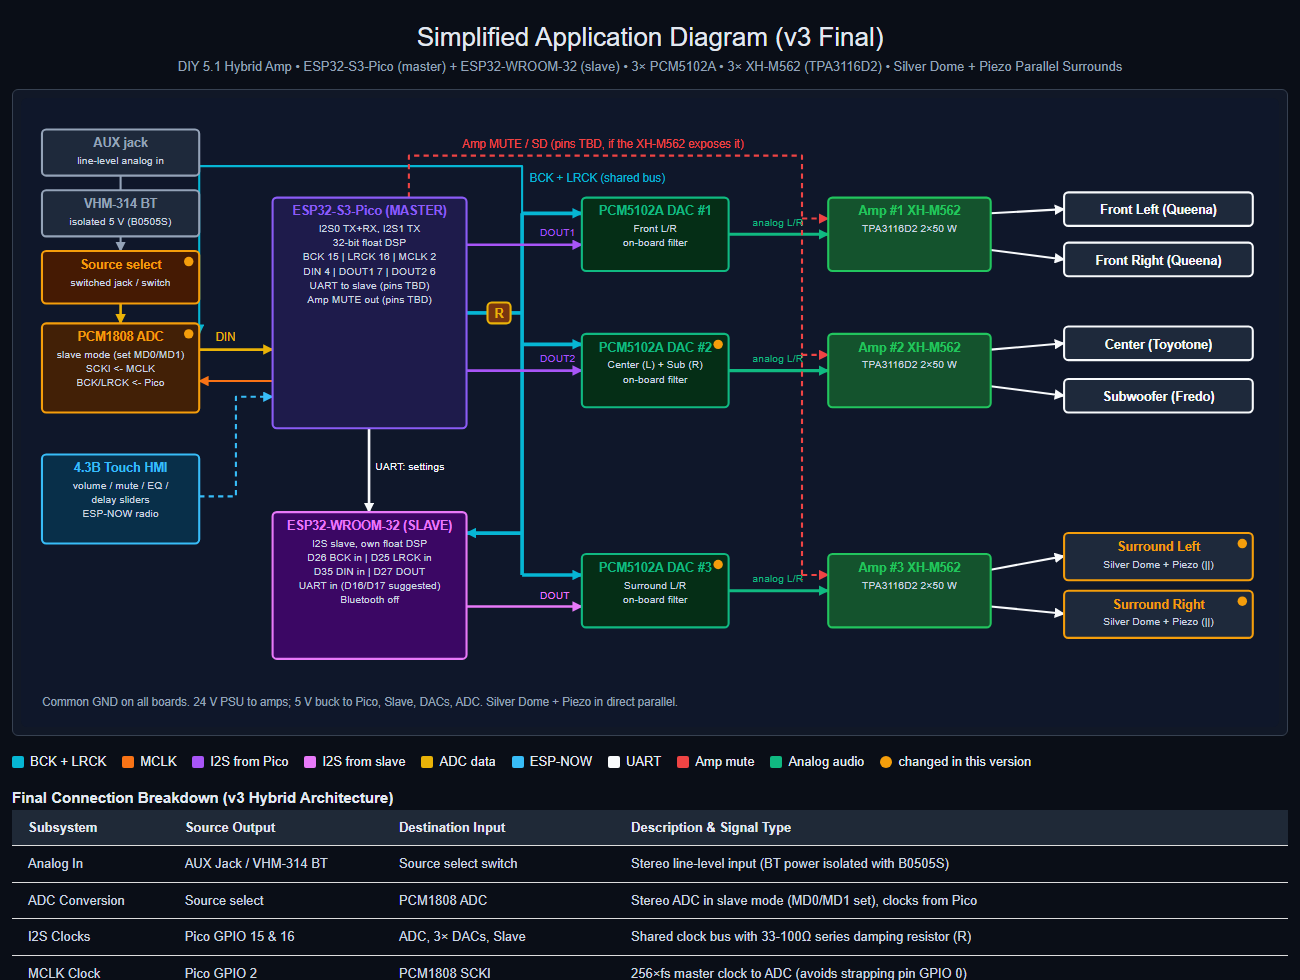 Simplified Application Diagram (v3 Final)
DIY 5.1 Hybrid Amp • ESP32-S3-Pico (master) + ESP32-WROOM-32 (slave) • 3× PCM5102A • 3× XH-M562 (TPA3116D2) • Silver Dome + Piezo Parallel Surrounds
AUX jack
line-level analog in
VHM-314 BT
isolated 5 V (B0505S)
Source select
switched jack / switch
PCM1808 ADC
slave mode (set MD0/MD1)
SCKI <- MCLK
BCK/LRCK <- Pico
4.3B Touch HMI
volume / mute / EQ /
delay sliders
ESP-NOW radio
DIN
Amp MUTE / SD (pins TBD, if the XH-M562 exposes it)
BCK + LRCK (shared bus)
ESP32-S3-Pico (MASTER)
I2S0 TX+RX, I2S1 TX
32-bit float DSP
BCK 15 | LRCK 16 | MCLK 2
DIN 4 | DOUT1 7 | DOUT2 6
UART to slave (pins TBD)
Amp MUTE out (pins TBD)
R
UART: settings
ESP32-WROOM-32 (SLAVE)
I2S slave, own float DSP
D26 BCK in | D25 LRCK in
D35 DIN in | D27 DOUT
UART in (D16/D17 suggested)
Bluetooth off
DOUT1
DOUT2
DOUT
PCM5102A DAC #1
Front L/R
on-board filter
PCM5102A DAC #2
Center (L) + Sub (R)
on-board filter
PCM5102A DAC #3
Surround L/R
on-board filter
analog L/R
analog L/R
analog L/R
Amp #1 XH-M562
TPA3116D2 2×50 W
Amp #2 XH-M562
TPA3116D2 2×50 W
Amp #3 XH-M562
TPA3116D2 2×50 W
Front Left (Queena)
Front Right (Queena)
Center (Toyotone)
Subwoofer (Fredo)
Surround Left
Silver Dome + Piezo (||)
Surround Right
Silver Dome + Piezo (||)
Common GND on all boards. 24 V PSU to amps; 5 V buck to Pico, Slave, DACs, ADC. Silver Dome + Piezo in direct parallel.
BCK + LRCK MCLK I2S from Pico I2S from slave ADC data ESP-NOW UART Amp mute Analog audio changed in this version
Final Connection Breakdown (v3 Hybrid Architecture)
Subsystem Source Output Destination Input Description & Signal Type
Analog In AUX Jack / VHM-314 BT Source select switch Stereo line-level input (BT power isolated with B0505S)
ADC Conversion Source select PCM1808 ADC Stereo ADC in slave mode (MD0/MD1 set), clocks from Pico
I2S Clocks Pico GPIO 15 & 16 ADC, 3× DACs, Slave Shared clock bus with 33-100Ω series damping resistor (R)
MCLK Clock Pico GPIO 2 PCM1808 SCKI 256×fs master clock to ADC (avoids strapping pin GPIO 0)